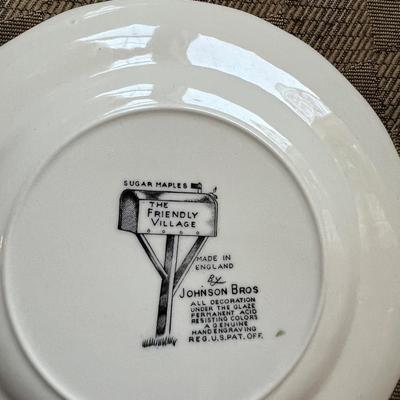 SUGAR MAPLES
THE
FRIENDLY
VILLAGE
MADE IN
ENGLAND
By
JOHNSON BROS
ALL DECORATION
UNDER THE GLAZE
PERMANENT ACID
RESISTING COLORS
A GENUINE
HAND ENGRAVING
REG. U.S. PAT. OFF.